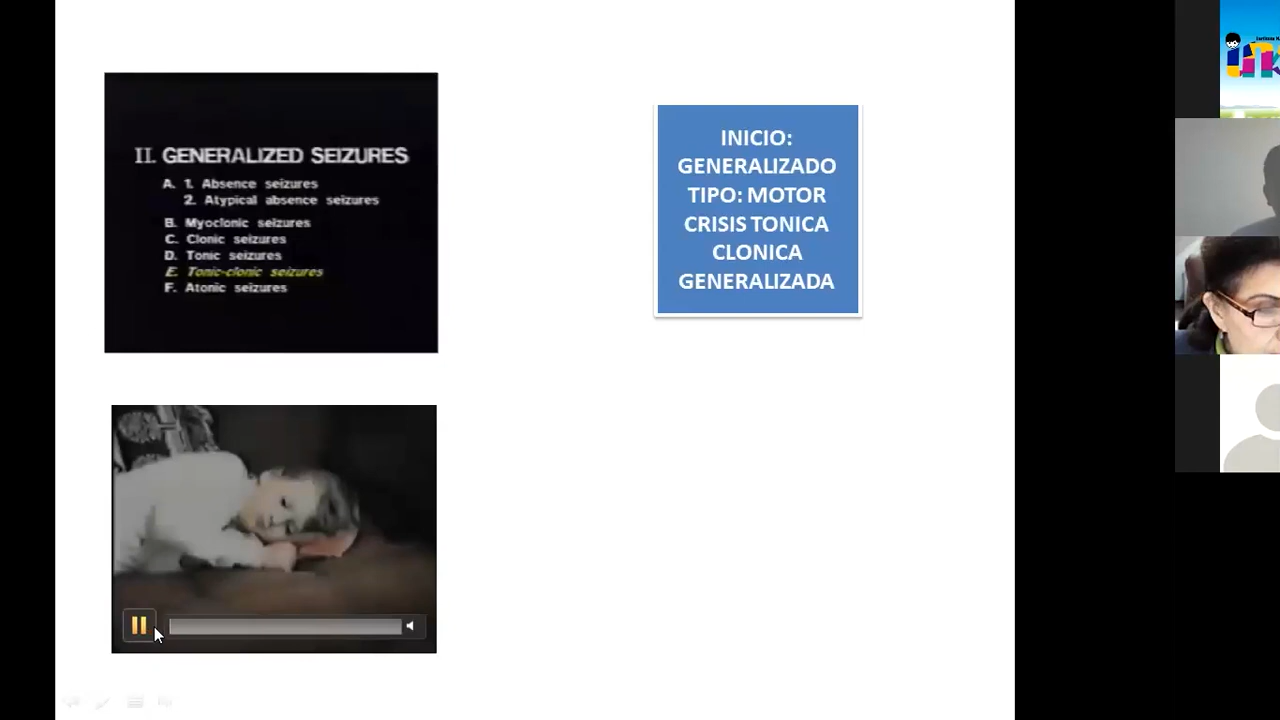 II. GENERALIZED SEIZURES
A. 1. Absence seizures
2. Atypical absence seizures
B. Myoclonic seizures
C. Clonic seizures
D. Tonic seizures
E. Tonic-clonic seizures
F. Atonic seizures
INICIO:
GENERALIZADO
TIPO: MOTOR
CRISIS TONICA
CLONICA
GENERALIZADA